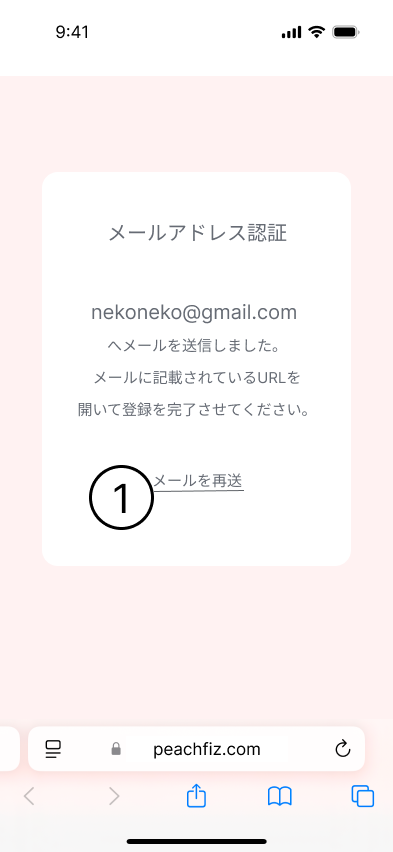 9:41
メールアドレス認証
nekoneko@gmail.com
へメールを送信しました。
メールに記載されているURLを
開いて登録を完了させてください。
1
メールを再送
peachfiz.com